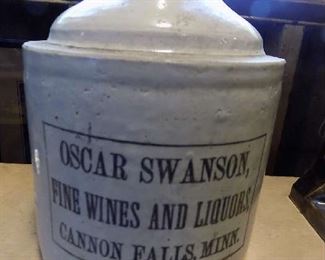 OSCAR SWANSON,
FINE WINES AND LIQUORS,
CANNON FALLS, MINN.